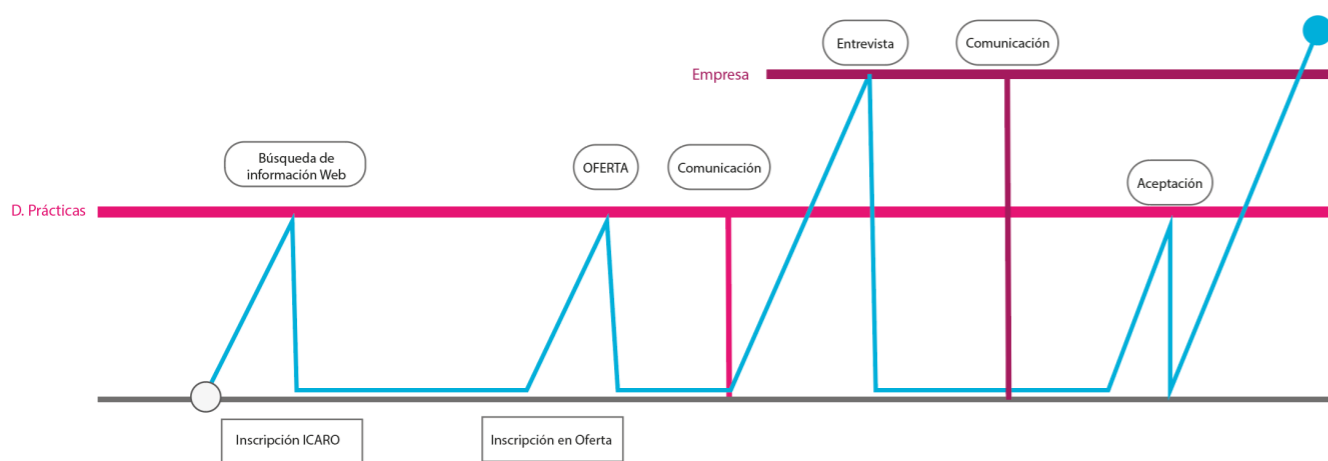 Entrevista
Comunicación
Empresa
Búsqueda de
información Web
OFERTA
Comunicación
Aceptación
D. Prácticas
Inscripción ICARO
Inscripción en Oferta